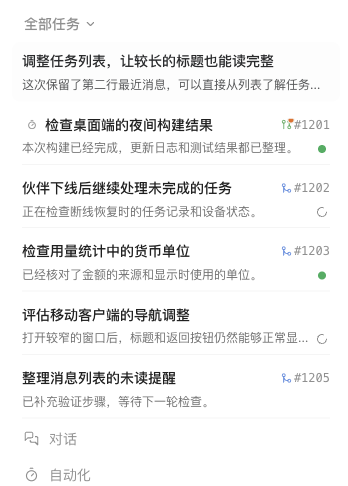 全部任务
调整任务列表，让较长的标题也能读完整
这次保留了第二行最近消息，可以直接从列表了解任务...
检查桌面端的夜间构建结果 #1201
本次构建已经完成，更新日志和测试结果都已整理。
伙伴下线后继续处理未完成的任务 #1202
正在检查断线恢复时的任务记录和设备状态。
检查用量统计中的货币单位 #1203
已经核对了金额的来源和显示时使用的单位。
评估移动客户端的导航调整
打开较窄的窗口后，标题和返回按钮仍然能够正常显...
整理消息列表的未读提醒 #1205
已补充验证步骤，等待下一轮检查。
对话
自动化